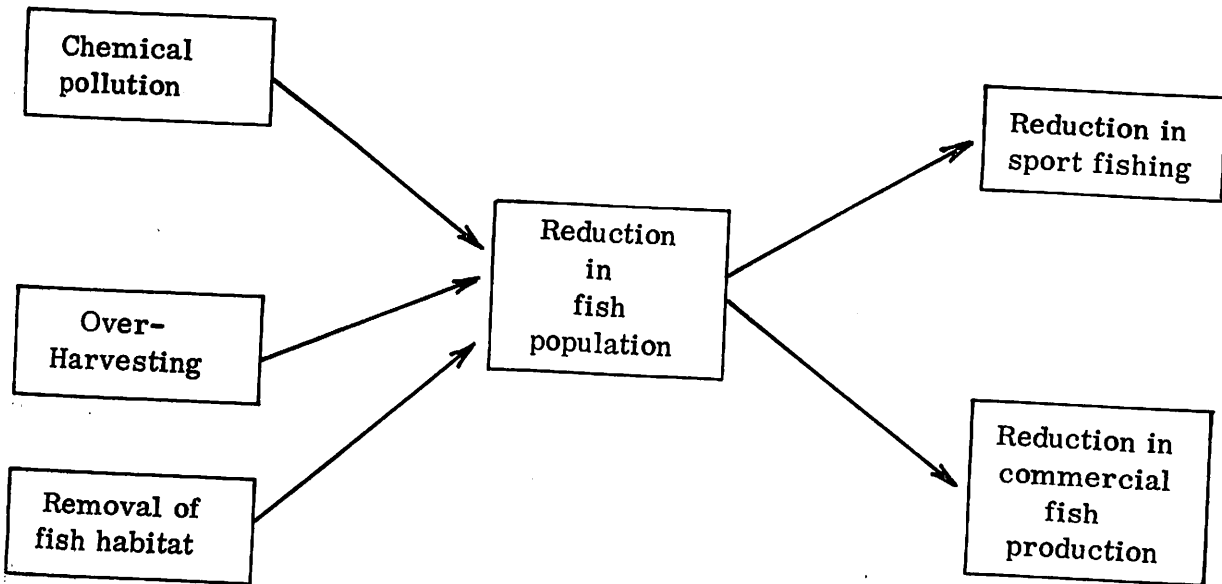 Chemical
pollution
Over-
Harvesting
Removal of
fish habitat
Reduction
in
fish
population
Reduction in
sport fishing
Reduction in
commercial
fish
production